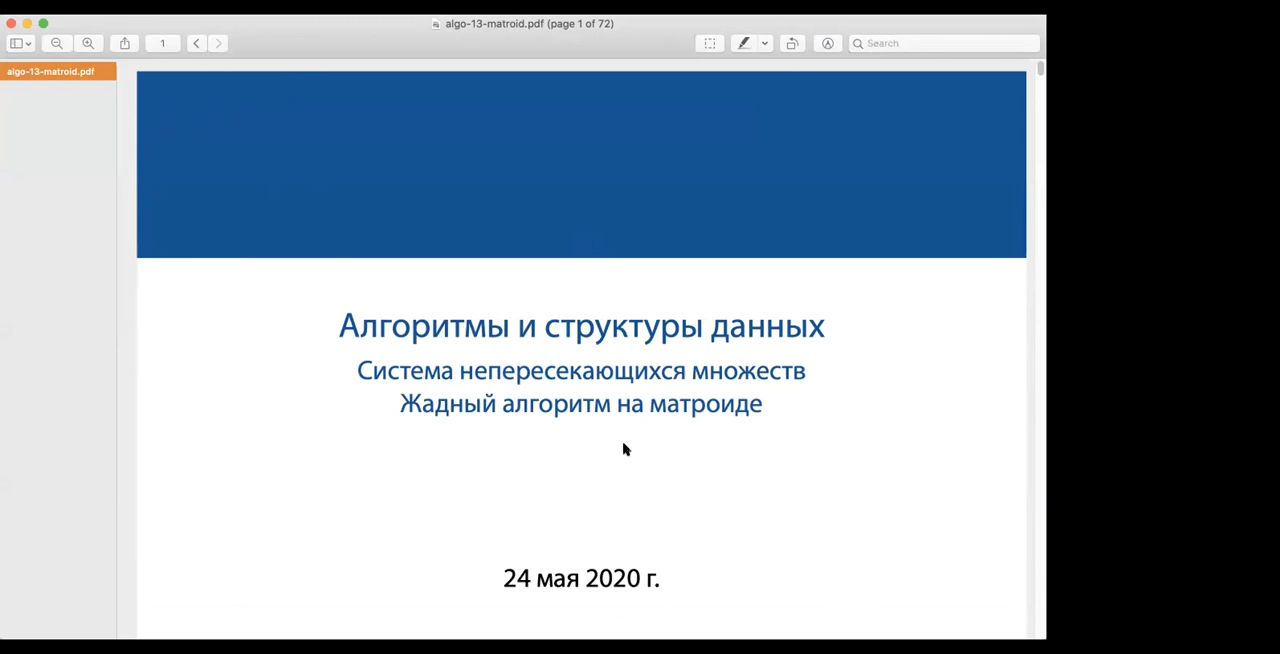 algo-13-matroid.pdf (page 1 of 72)
1
Search
algo-13-matroid.pdf
Алгоритмы и структуры данных
Система непересекающихся множеств
Жадный алгоритм на матроиде
24 мая 2020 г.